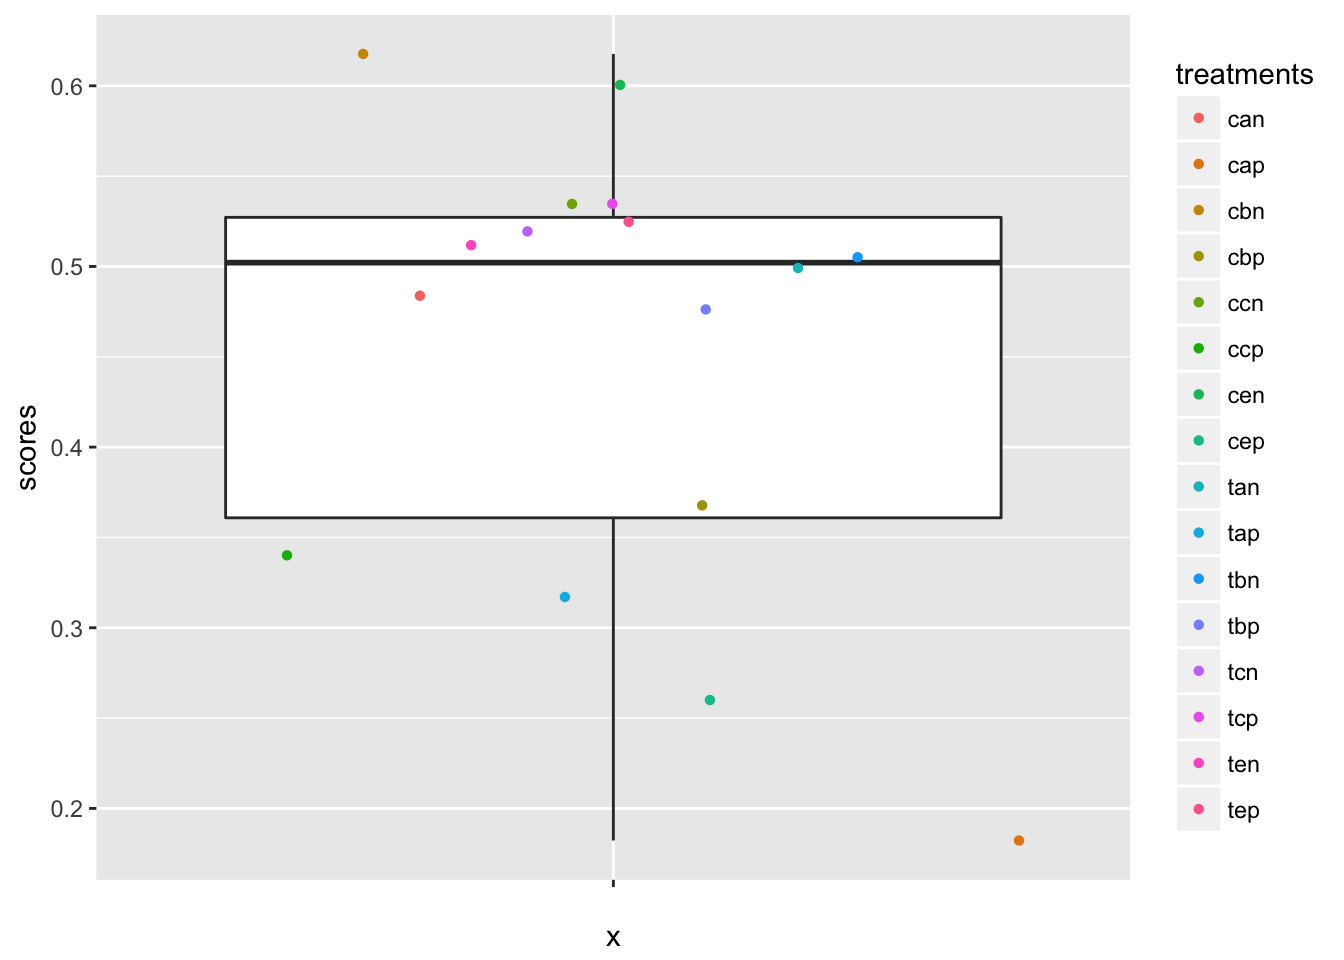 0.6
0.5
0.4
0.3
0.2
scores
x
treatments
can
cap
cbn
cbp
ccn
ccp
cen
cep
tan
tap
tbn
tbp
tcn
tcp
ten
tep